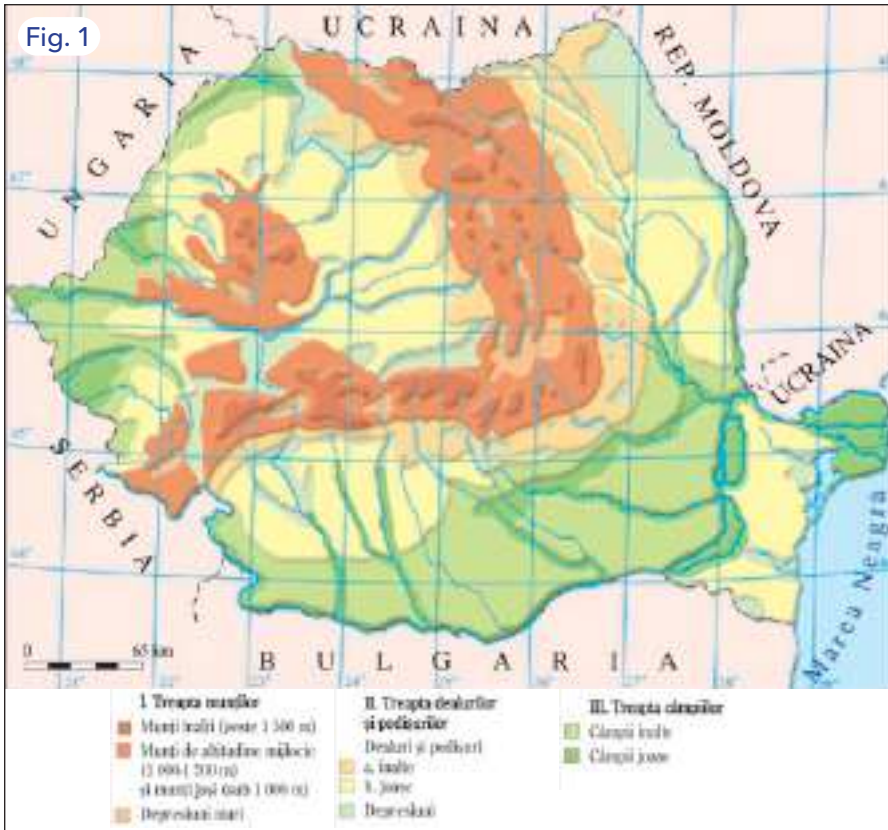 Fig. 1
UCRAINA
UNGARIA
REP. MOLDOVA
UCRAINA
SERBIA
BULGARIA
Marea Neagră
0 65 km
I. Treapta munților
Munți înalți (peste 1 500 m)
Munți de altitudine mijlocie
și munți joși (sub 1 000 m)
Depresiuni mari
II. Treapta dealurilor
și podișurilor
Dealuri și podișuri
a. înalte
b. joase
Depresiuni
III. Treapta câmpiilor
Câmpii înalte
Câmpii joase